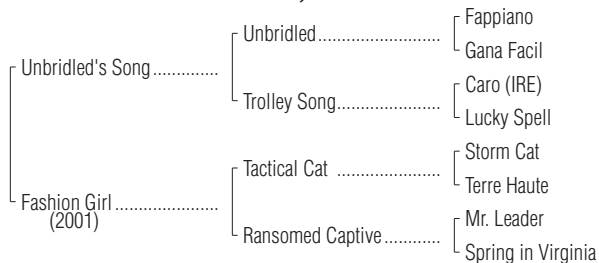 Unbridled's Song..............
Unbridled....................
Fappiano
Gana Facil
Trolley Song.................
Caro (IRE)
Lucky Spell
Fashion Girl ......................
(2001)
Tactical Cat ..................
Storm Cat
Terre Haute
Ransomed Captive............
Mr. Leader
Spring in Virginia